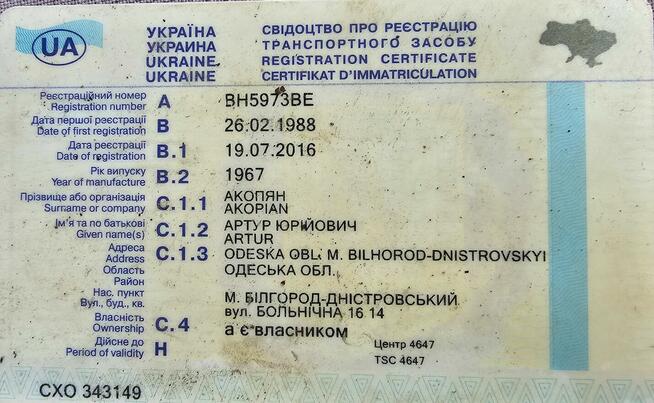 UA
УКРАЇНА
УКРАИНА
UKRAINE
UKRAINE
СВІДОЦТВО ПРО РЕЄСТРАЦІЮ
ТРАНСПОРТНОГО ЗАСОБУ
REGISTRATION CERTIFICATE
CERTIFIKAT D'IMMATRICULATION
Реєстраційний номер
Registration number A BH5973BE
Дата першої реєстрації
Date of first registration B 26.02.1988
Дата реєстрації
Date of registration B.1 19.07.2016
Рік випуску
Year of manufacture B.2 1967
Прізвище або організація C.1.1 АКОПЯН
Surname or company AKOPIAN
Ім'я та по батькові C.1.2 АРТУР ЮРІЙОВИЧ
Given name(s) ARTUR
Адреса C.1.3 ODESKA OBL. M. BILHOROD-DNISTROVSKYI
Address
Область ОДЕСЬКА ОБЛ.
Район
Нас. пункт М. БІЛГОРОД-ДНІСТРОВСЬКИЙ
Вул., буд., кв. вул. БОЛЬНІЧНА 16 14
Власність
Ownership C.4 а є власником
Дійсне до
Period of validity H
Центр 4647
TSC 4647
СХО 343149